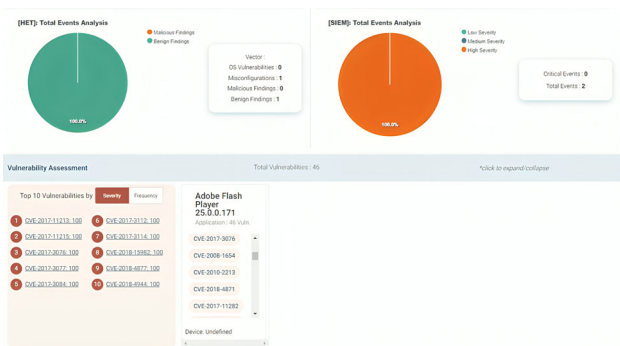 [HET]: Total Events Analysis
Malicious Findings
Benign Findings
100.0%
Vector :
OS Vulnerabilities : 0
Misconfigurations : 1
Malicious Findings : 0
Benign Findings : 1
[SIEM]: Total Events Analysis
Low Severity
Medium Severity
High Severity
100.0%
Critical Events : 0
Total Events : 2
Vulnerability Assessment
Total Vulnerabilities : 46
*click to expand/collapse
Top 10 Vulnerabilities by Severity Frequency
1 CVE-2017-11213: 100
2 CVE-2017-11215: 100
3 CVE-2017-3076: 100
4 CVE-2017-3077: 100
5 CVE-2017-3084: 100
6 CVE-2017-3112: 100
7 CVE-2017-3114: 100
8 CVE-2018-15982: 100
9 CVE-2018-4877: 100
10 CVE-2018-4944: 100
Adobe Flash
Player
25.0.0.171
Application | 46 Vulns
CVE-2017-3076
CVE-2008-1654
CVE-2010-2213
CVE-2018-4871
CVE-2017-11282
Device: Undefined